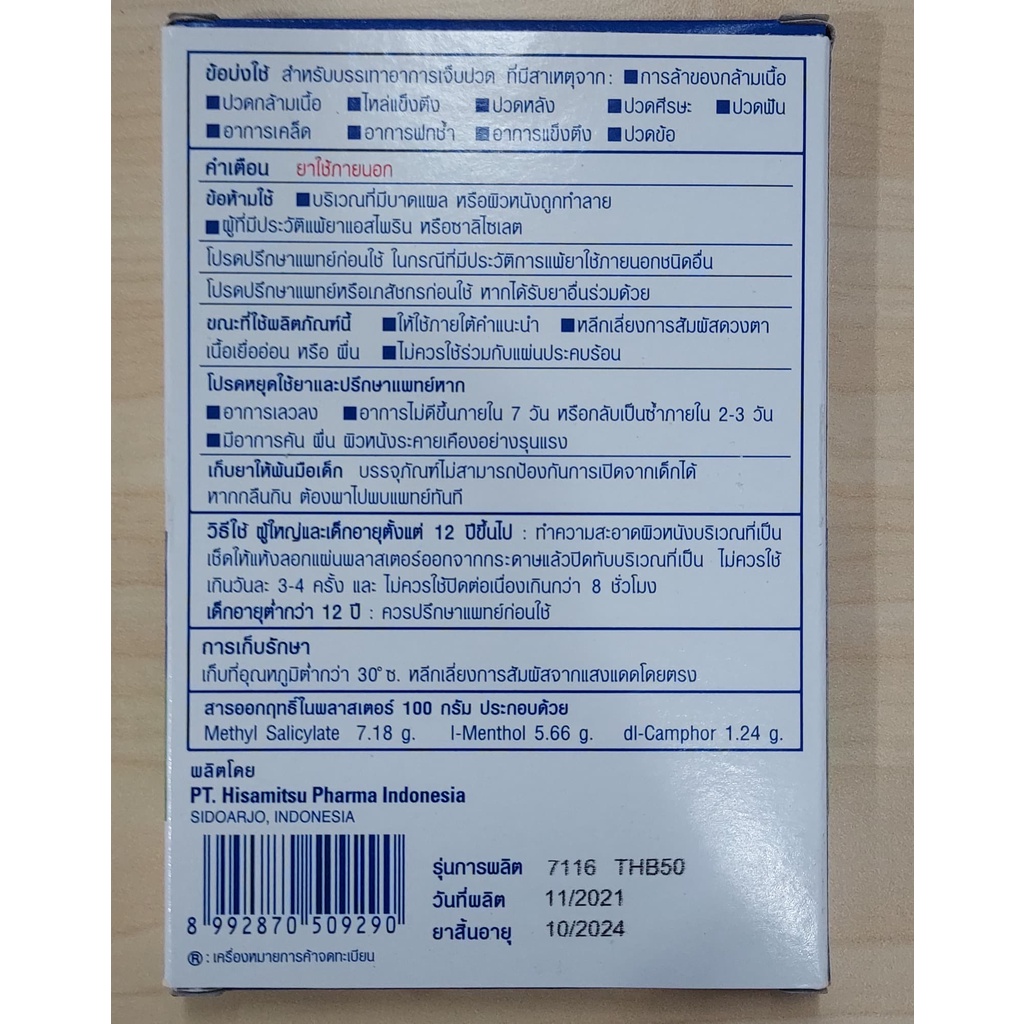 ข้อบ่งใช้ สำหรับบรรเทาอาการเจ็บปวด ที่มีสาเหตุจาก : ■การล้าของกล้ามเนื้อ
■ปวดกล้ามเนื้อ ■ไหล่แข็งตึง ■ปวดหลัง ■ปวดศีรษะ ■ปวดฟัน
■อาการเคล็ด ■อาการฟกช้ำ ■อาการแข็งตึง ■ปวดข้อ
คำเตือน ยาใช้ภายนอก
ข้อห้ามใช้ ■บริเวณที่มีบาดแผล หรือผิวหนังถูกทำลาย
■ผู้ที่มีประวัติแพ้ยาแอสไพริน หรือซาลิไซเลต
โปรดปรึกษาแพทย์ก่อนใช้ ในกรณีที่มีประวัติการแพ้ยาใช้ภายนอกชนิดอื่น
โปรดปรึกษาแพทย์หรือเภสัชกรก่อนใช้ หากได้รับยาอื่นร่วมด้วย
ขณะที่ใช้ผลิตภัณฑ์นี้ ■ให้ใช้ภายใต้คำแนะนำ ■หลีกเลี่ยงการสัมผัสดวงตา
เนื้อเยื่ออ่อน หรือ ผื่น ■ไม่ควรใช้ร่วมกับแผ่นประคบร้อน
โปรดหยุดใช้ยาและปรึกษาแพทย์หาก
■อาการเลวลง ■อาการไม่ดีขึ้นภายใน 7 วัน หรือกลับเป็นซ้ำภายใน 2-3 วัน
■มีอาการคัน ผื่น ผิวหนังระคายเคืองอย่างรุนแรง
เก็บยาให้พ้นมือเด็ก บรรจุภัณฑ์ไม่สามารถป้องกันการเปิดจากเด็กได้
หากกลืนกิน ต้องพาไปพบแพทย์ทันที
วิธีใช้ ผู้ใหญ่และเด็กอายุตั้งแต่ 12 ปีขึ้นไป : ทำความสะอาดผิวหนังบริเวณที่เป็น
เช็ดให้แห้งลอกแผ่นพลาสเตอร์ออกจากกระดาษแล้วปิดทับบริเวณที่เป็น ไม่ควรใช้
เกินวันละ 3-4 ครั้ง และ ไม่ควรใช้ปิดต่อเนื่องเกินกว่า 8 ชั่วโมง
เด็กอายุต่ำกว่า 12 ปี : ควรปรึกษาแพทย์ก่อนใช้
การเก็บรักษา
เก็บที่อุณหภูมิต่ำกว่า 30° ซ. หลีกเลี่ยงการสัมผัสจากแสงแดดโดยตรง
สารออกฤทธิ์ในพลาสเตอร์ 100 กรัม ประกอบด้วย
Methyl Salicylate 7.18 g. l-Menthol 5.66 g. dl-Camphor 1.24 g.
ผลิตโดย
PT. Hisamitsu Pharma Indonesia
SIDOARJO, INDONESIA
รุ่นการผลิต 7116 THB50
วันที่ผลิต 11/2021
ยาสิ้นอายุ 10/2024
8 992870 509290
® : เครื่องหมายการค้าจดทะเบียน